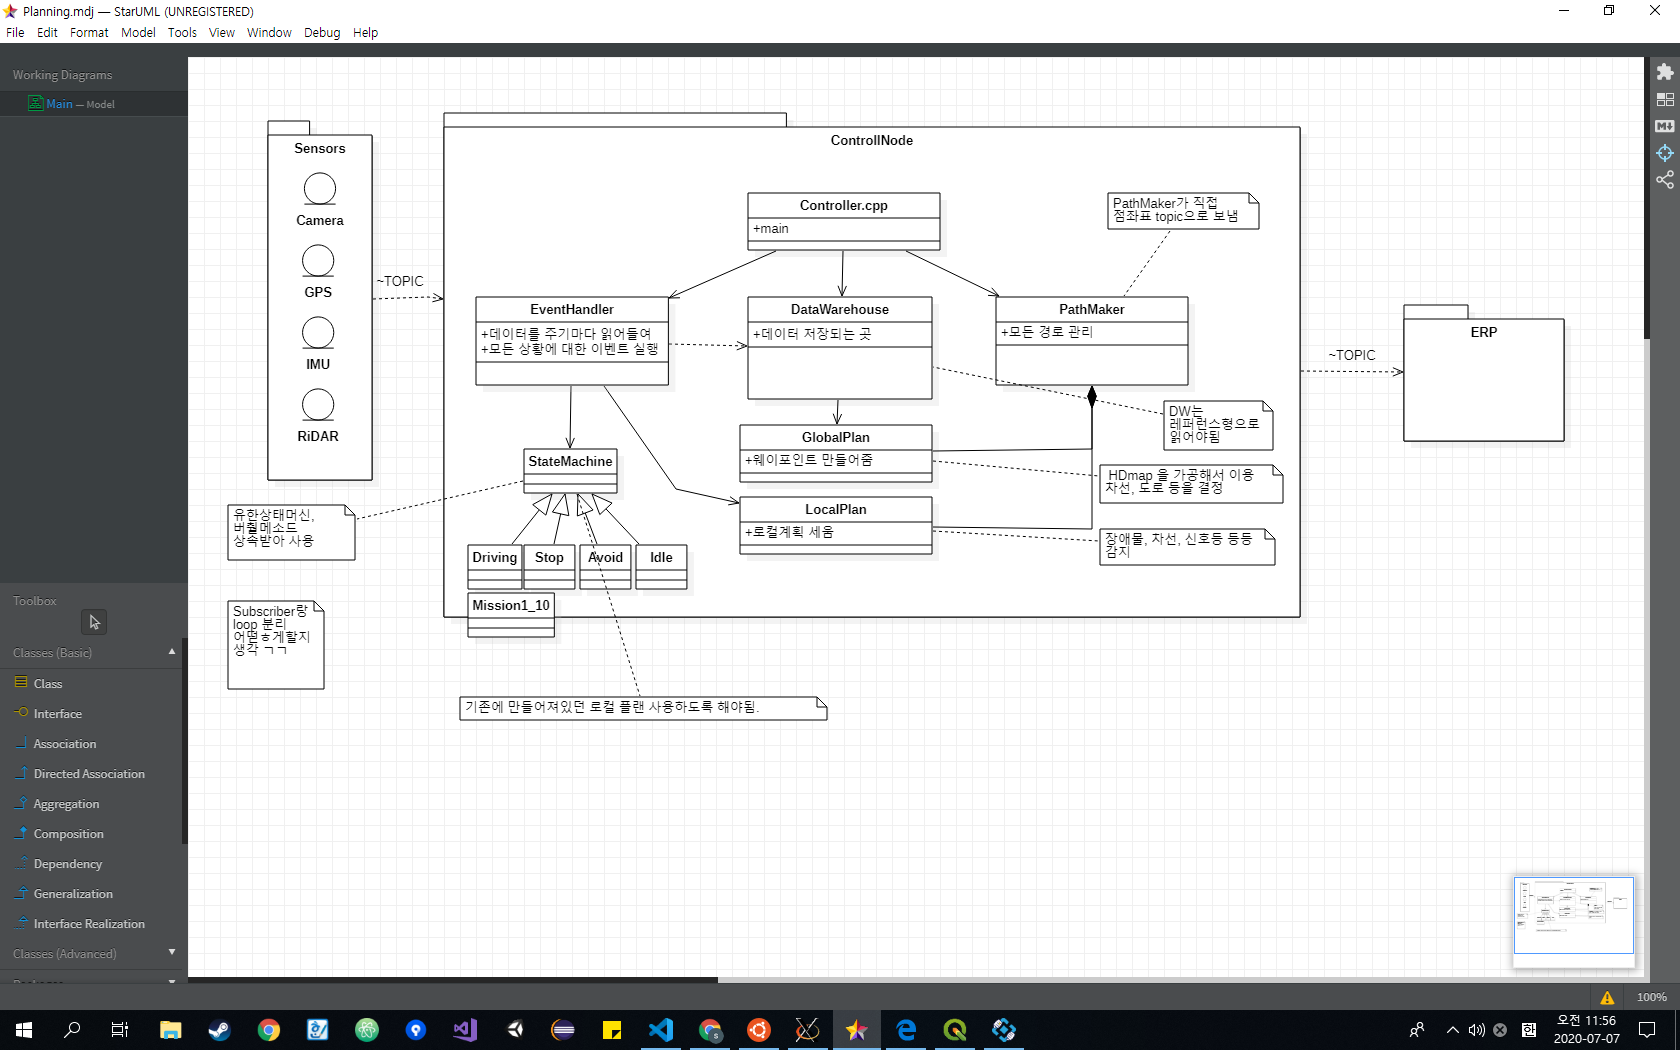 Planning.mdj — StarUML (UNREGISTERED)
File Edit Format Model Tools View Window Debug Help
Working Diagrams
Main — Model
Sensors
Camera
GPS
IMU
RiDAR
~TOPIC
ControllNode
Controller.cpp
+main
PathMaker가 직접
점좌표 topic으로 보냄
EventHandler
+데이터를 주기마다 읽어들여
+모든 상황에 대한 이벤트 실행
DataWarehouse
+데이터 저장되는 곳
PathMaker
+모든 경로 관리
~TOPIC
ERP
DW는
레퍼런스형으로
읽어야됨
GlobalPlan
+웨이포인트 만들어줌
HDmap 을 가공해서 이용
차선, 도로 등을 결정
StateMachine
LocalPlan
+로컬계획 세움
장애물, 차선, 신호등 등등
감지
유한상태머신,
버츌메소드
상속받아 사용
Driving
Stop
Avoid
Idle
Mission1_10
Subscriber랑
loop 분리
어떧ㅎ게할지
생각 ㄱㄱ
기존에 만들어져있던 로컬 플랜 사용하도록 해야됨.
Toolbox
Classes (Basic)
Class
Interface
Association
Directed Association
Aggregation
Composition
Dependency
Generalization
Interface Realization
Classes (Advanced)
100%
한
오전 11:56
2020-07-07